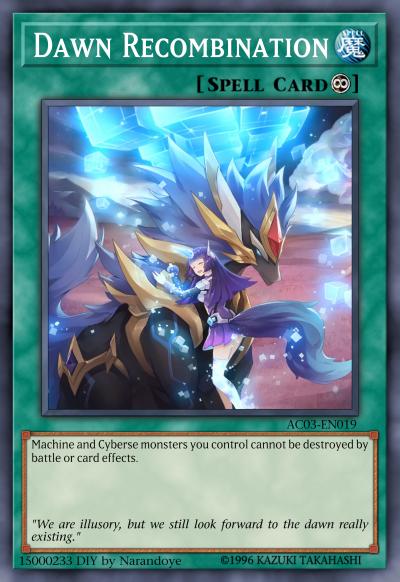 DAWN RECOMBINATION
SPELL
魔
[SPELL CARD]
AC03-EN019
Machine and Cyberse monsters you control cannot be destroyed by
battle or card effects.
"We are illusory, but we still look forward to the dawn really
existing."
15000233 DIY by Narandoye
©1996 KAZUKI TAKAHASHI